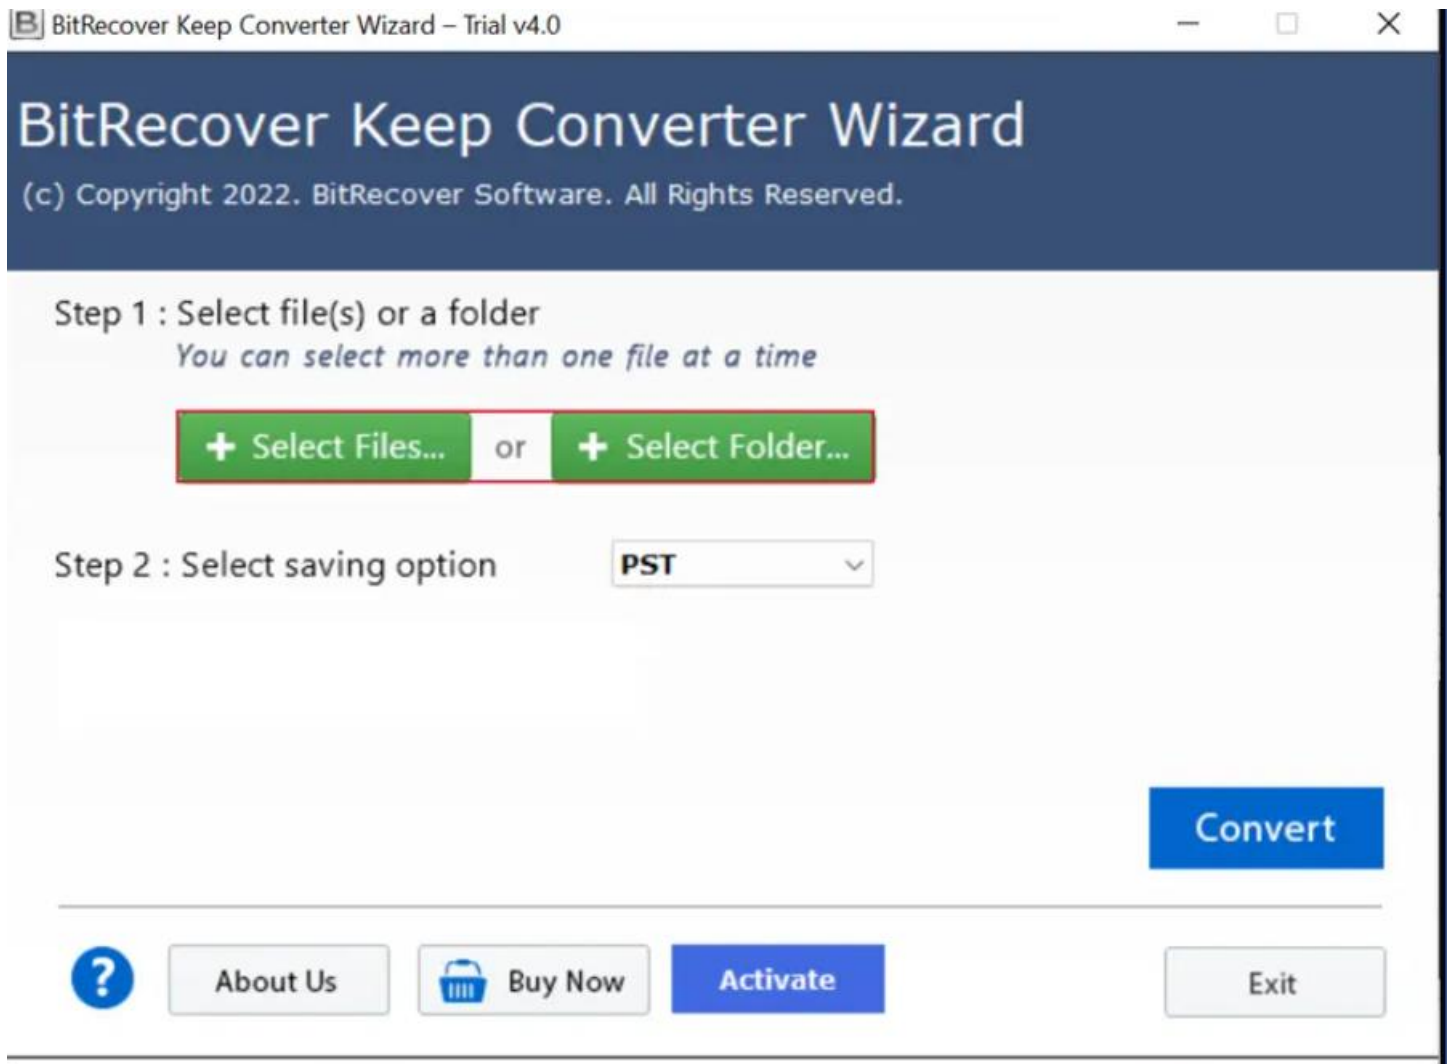 BitRecover Keep Converter Wizard – Trial v4.0
BitRecover Keep Converter Wizard
(c) Copyright 2022. BitRecover Software. All Rights Reserved.
Step 1 : Select file(s) or a folder
You can select more than one file at a time
+ Select Files... or + Select Folder...
Step 2 : Select saving option PST
Convert
? About Us Buy Now Activate Exit